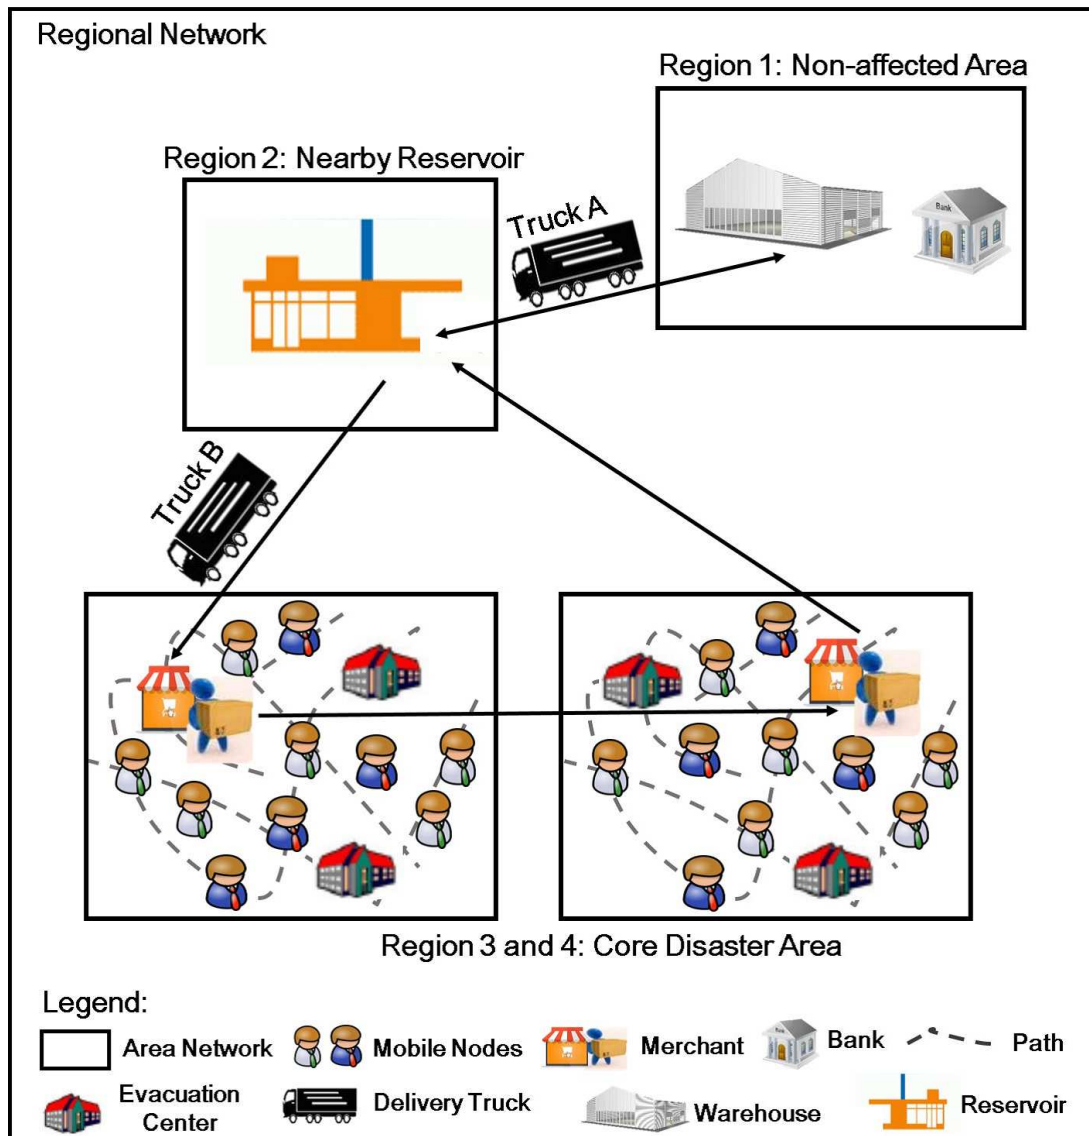 Regional Network
Region 1: Non-affected Area
Bank
Region 2: Nearby Reservoir
Truck A
Truck B
Region 3 and 4: Core Disaster Area
Legend:
Area Network
Mobile Nodes
Merchant
Bank
Path
Evacuation
Center
Delivery Truck
Warehouse
Reservoir